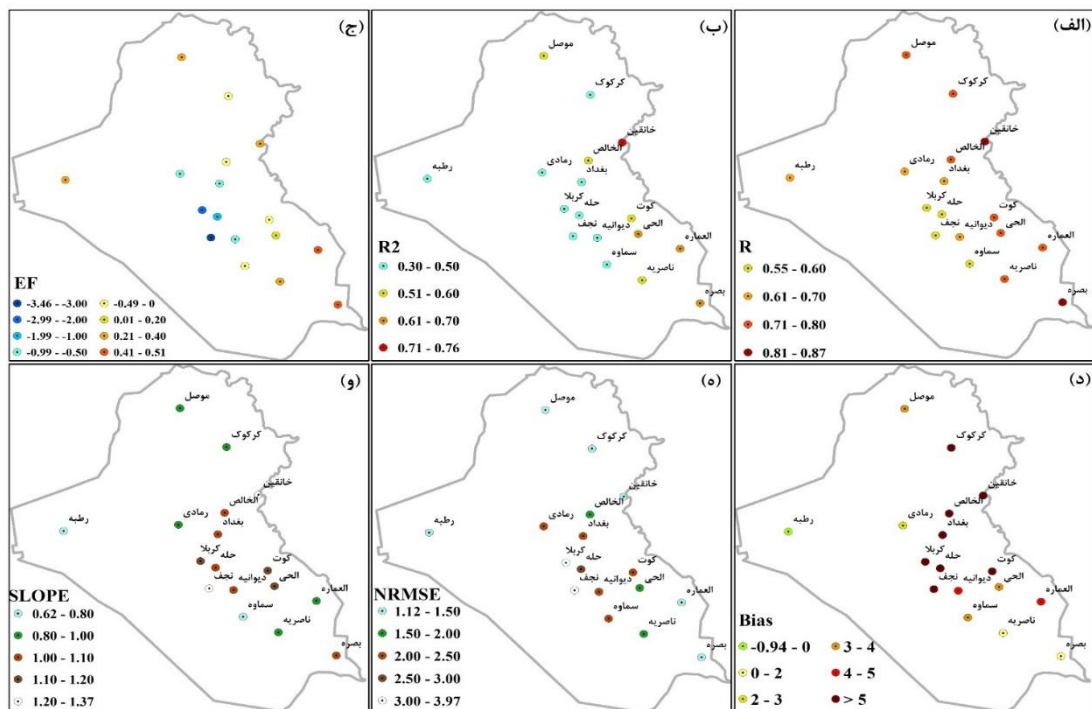 (الف)
موصل
کرکوک
خانقین
الخالص
رمادی
بغداد
رطبه
کربلا
حله
نجف
دیوانیه
کوت
الحی
العماره
سماوه
ناصریه
بصره
R
0.55 - 0.60
0.61 - 0.70
0.71 - 0.80
0.81 - 0.87
(ب)
موصل
کرکوک
خانقین
الخالص
رمادی
بغداد
رطبه
کربلا
حله
نجف
دیوانیه
کوت
الحی
العماره
سماوه
ناصریه
بصره
R2
0.30 - 0.50
0.51 - 0.60
0.61 - 0.70
0.71 - 0.76
(ج)
EF
-3.46 - -3.00
-2.99 - -2.00
-1.99 - -1.00
-0.99 - -0.50
-0.49 - 0
0.01 - 0.20
0.21 - 0.40
0.41 - 0.51
(د)
موصل
کرکوک
خانقین
الخالص
رمادی
بغداد
رطبه
کربلا
حله
نجف
دیوانیه
کوت
الحی
العماره
سماوه
ناصریه
بصره
Bias
-0.94 - 0
0 - 2
2 - 3
3 - 4
4 - 5
> 5
(ه)
موصل
کرکوک
خانقین
الخالص
رمادی
بغداد
رطبه
کربلا
حله
نجف
دیوانیه
کوت
الحی
العماره
سماوه
ناصریه
بصره
NRMSE
1.12 - 1.50
1.50 - 2.00
2.00 - 2.50
2.50 - 3.00
3.00 - 3.97
(و)
موصل
کرکوک
خانقین
الخالص
رمادی
بغداد
رطبه
کربلا
حله
نجف
دیوانیه
کوت
الحی
العماره
سماوه
ناصریه
بصره
SLOPE
0.62 - 0.80
0.80 - 1.00
1.00 - 1.10
1.10 - 1.20
1.20 - 1.37